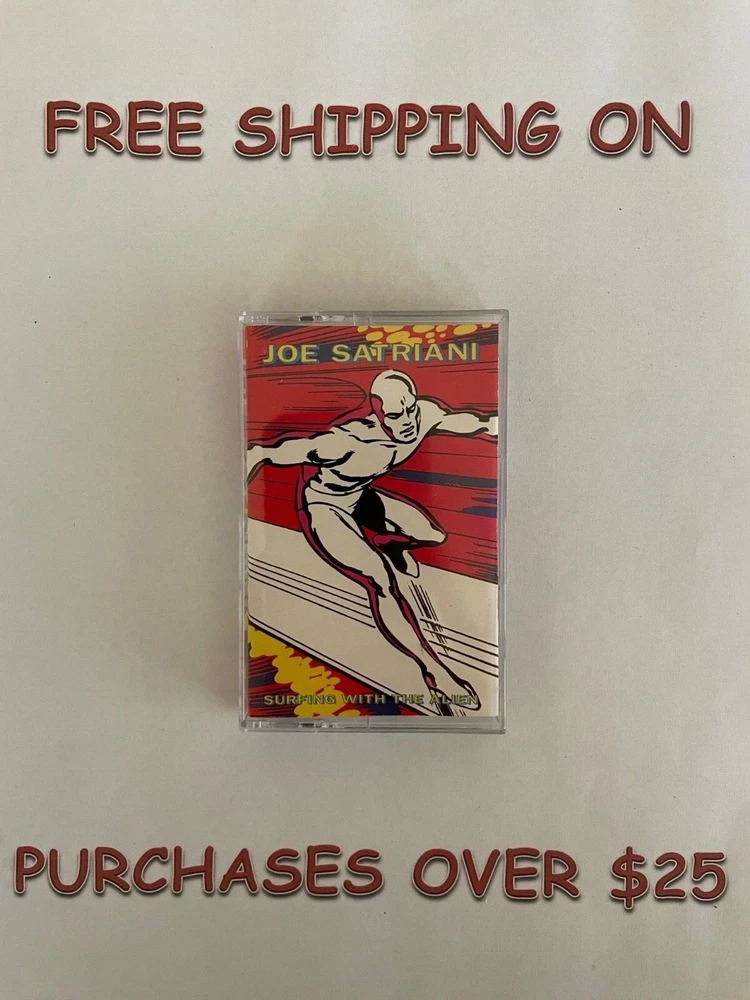 FREE SHIPPING ON
JOE SATRIANI
SURFING WITH THE ALIEN
PURCHASES OVER $25